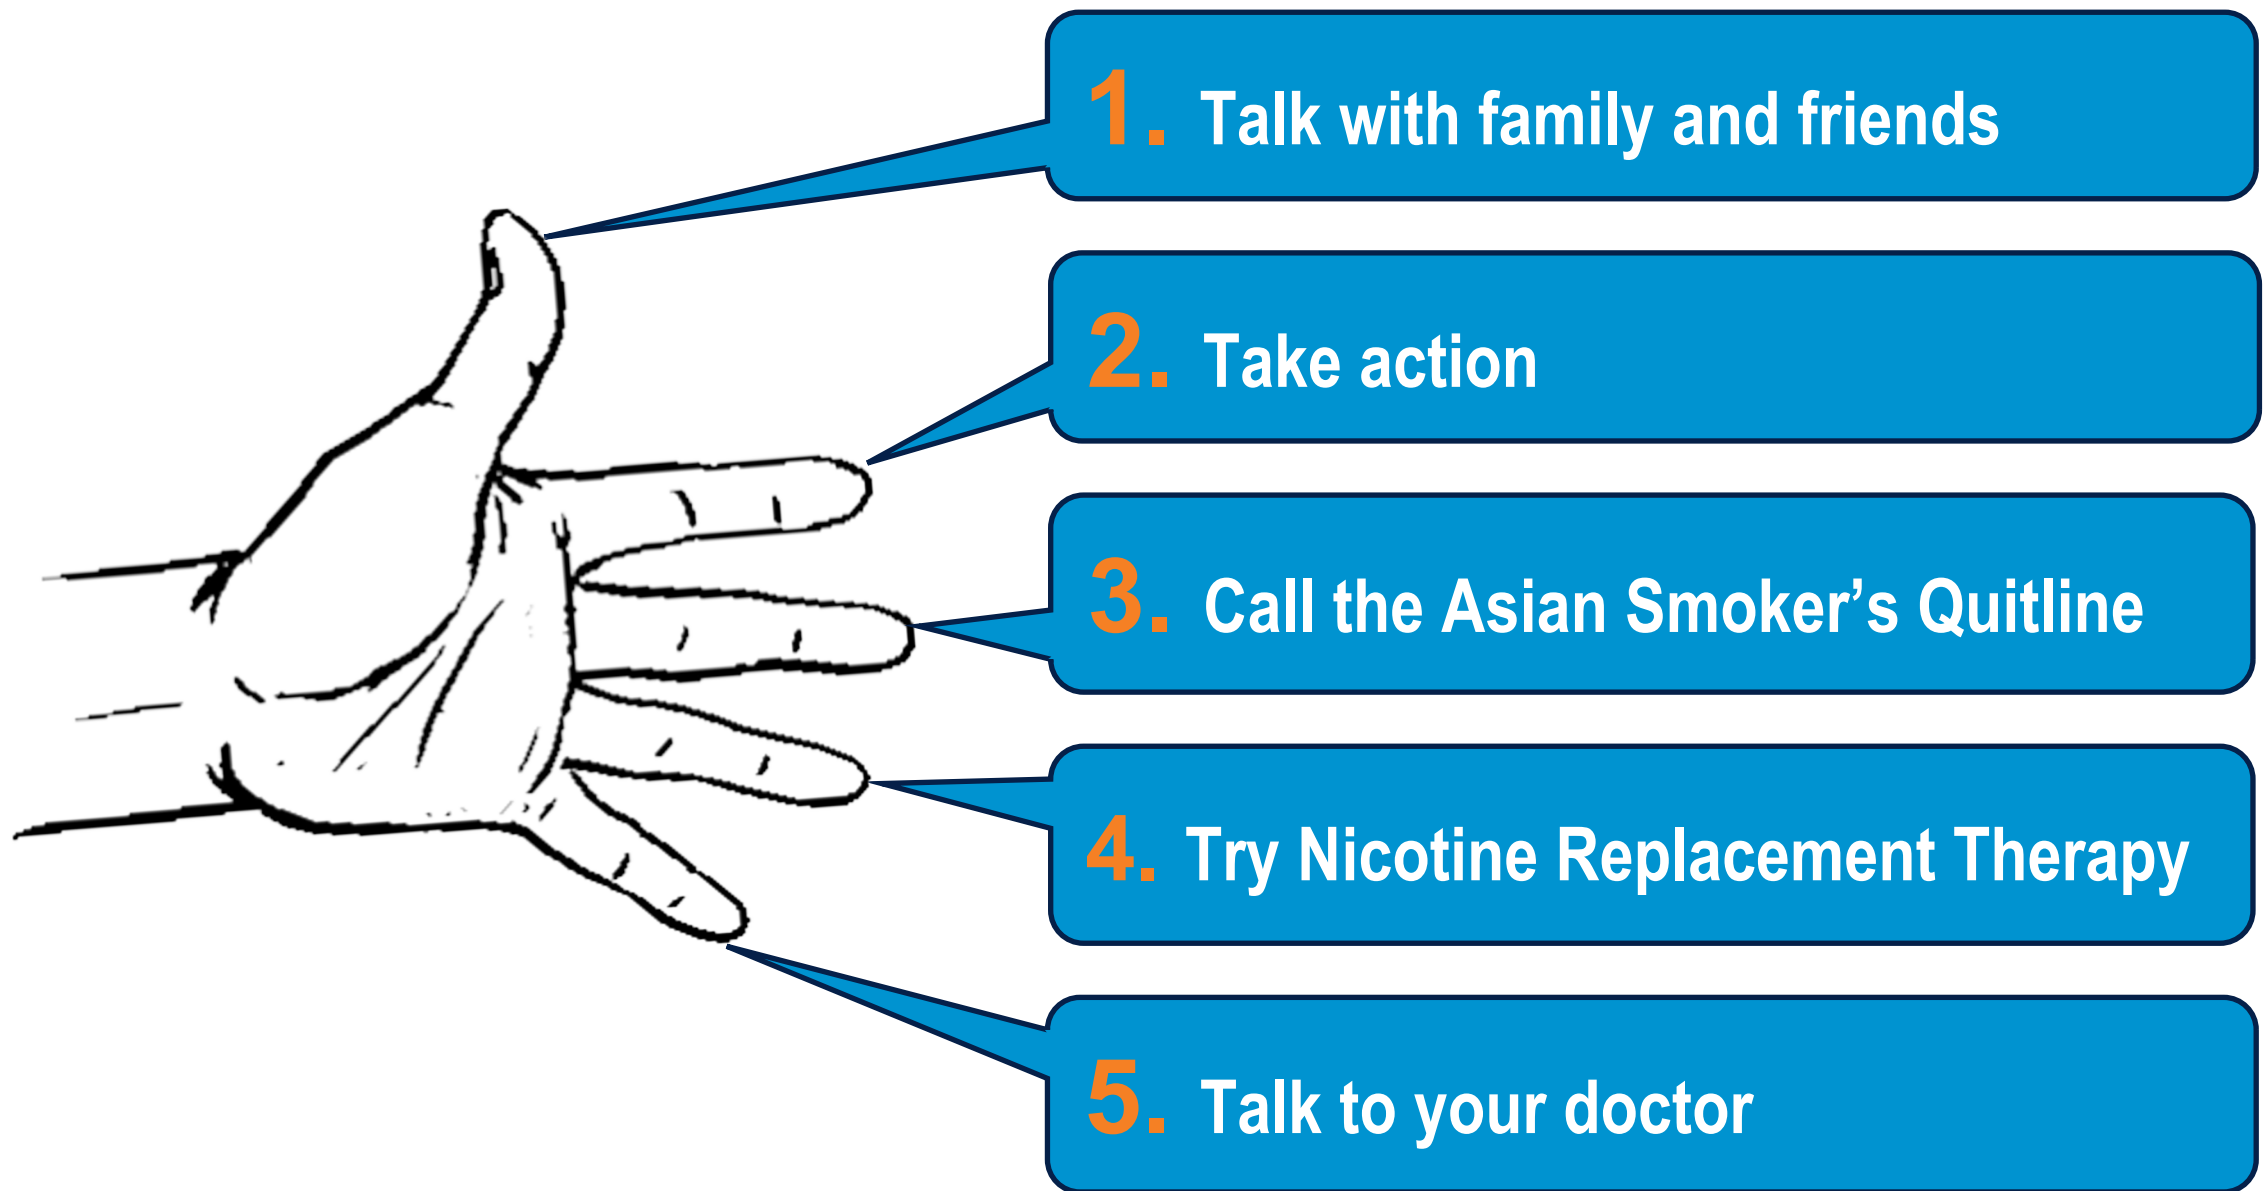 1. Talk with family and friends
2. Take action
3. Call the Asian Smoker’s Quitline
4. Try Nicotine Replacement Therapy
5. Talk to your doctor